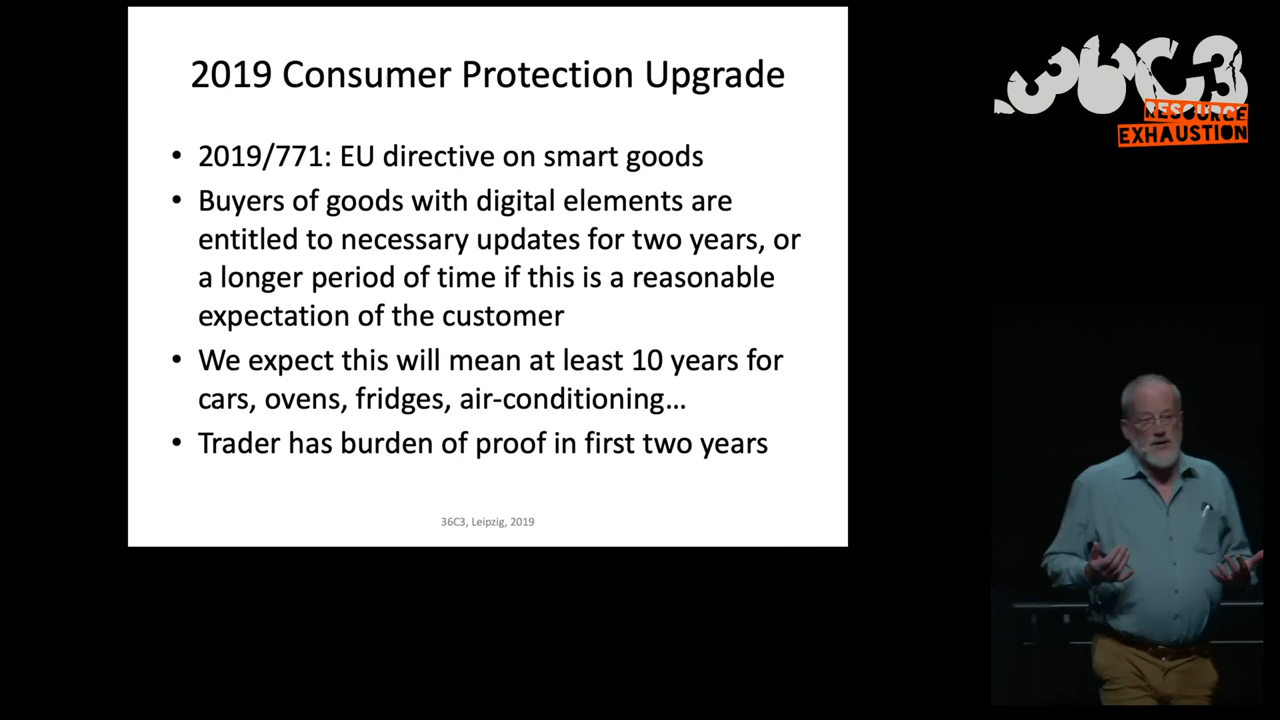 2019 Consumer Protection Upgrade
• 2019/771: EU directive on smart goods
• Buyers of goods with digital elements are
entitled to necessary updates for two years, or
a longer period of time if this is a reasonable
expectation of the customer
• We expect this will mean at least 10 years for
cars, ovens, fridges, air-conditioning…
• Trader has burden of proof in first two years
36C3, Leipzig, 2019
36C3
RESOURCE
EXHAUSTION